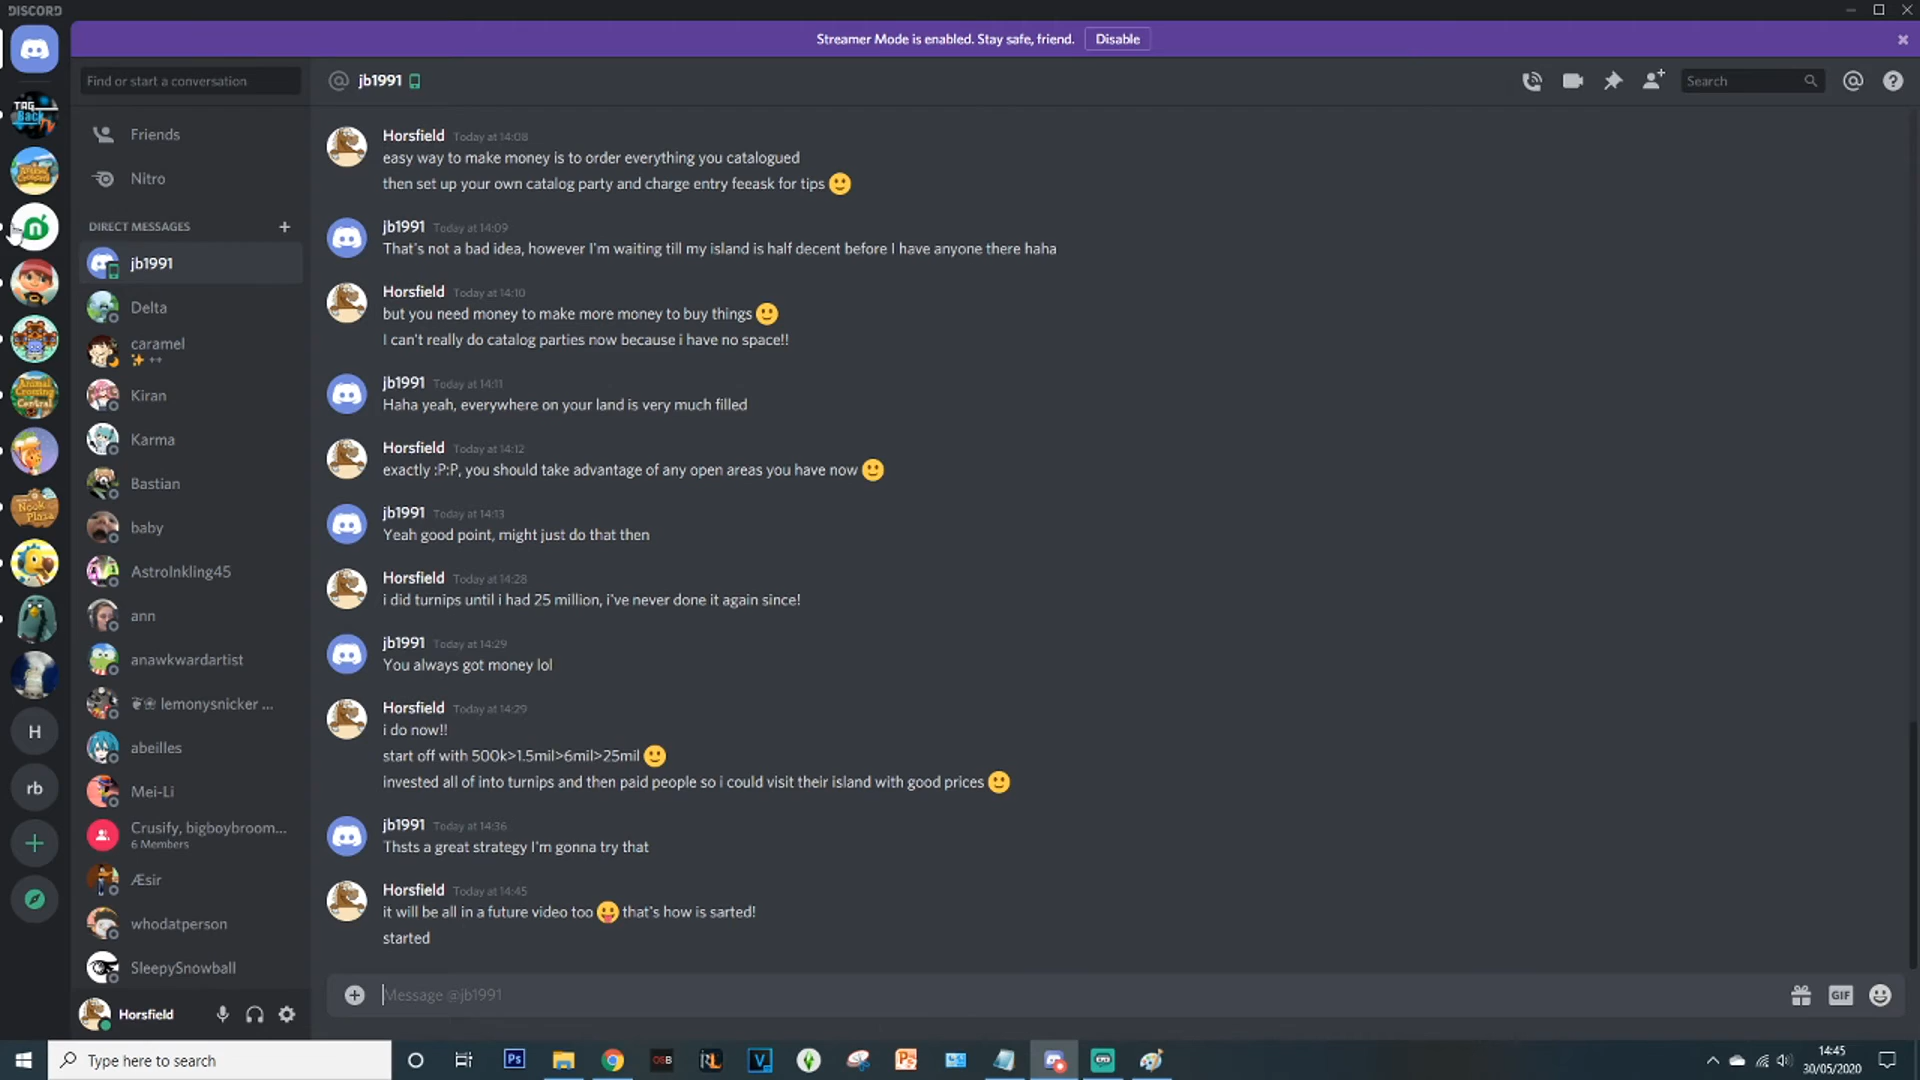 DISCORD
Streamer Mode is enabled. Stay safe, friend. Disable
Find or start a conversation
jb1991
Search
TAG
Back
Friends
Nitro
DIRECT MESSAGES
jb1991
Delta
caramel
Kiran
Karma
Bastian
baby
AstroInkling45
ann
anawkwardartist
lemonysnicker ...
abeilles
Mei-Li
Crusify, bigboybroom...
6 Members
Æsir
whodatperson
SleepySnowball
Horsfield
Animal
Crossing
Central
Nook
Plaza
H
rb
Horsfield Today at 14:08
easy way to make money is to order everything you catalogued
then set up your own catalog party and charge entry feeask for tips
jb1991 Today at 14:09
That's not a bad idea, however I'm waiting till my island is half decent before I have anyone there haha
Horsfield Today at 14:10
but you need money to make more money to buy things
I can't really do catalog parties now because i have no space!!
jb1991 Today at 14:11
Haha yeah, everywhere on your land is very much filled
Horsfield Today at 14:12
exactly :P:P, you should take advantage of any open areas you have now
jb1991 Today at 14:13
Yeah good point, might just do that then
Horsfield Today at 14:28
i did turnips until i had 25 million, i've never done it again since!
jb1991 Today at 14:29
You always got money lol
Horsfield Today at 14:29
i do now!!
start off with 500k>1.5mil>6mil>25mil
invested all of into turnips and then paid people so i could visit their island with good prices
jb1991 Today at 14:36
Thsts a great strategy I'm gonna try that
Horsfield Today at 14:45
it will be all in a future video too that's how is sarted!
started
Message @jb1991
GIF
Type here to search
Ps
OSB
RL
V
14:45
30/05/2020